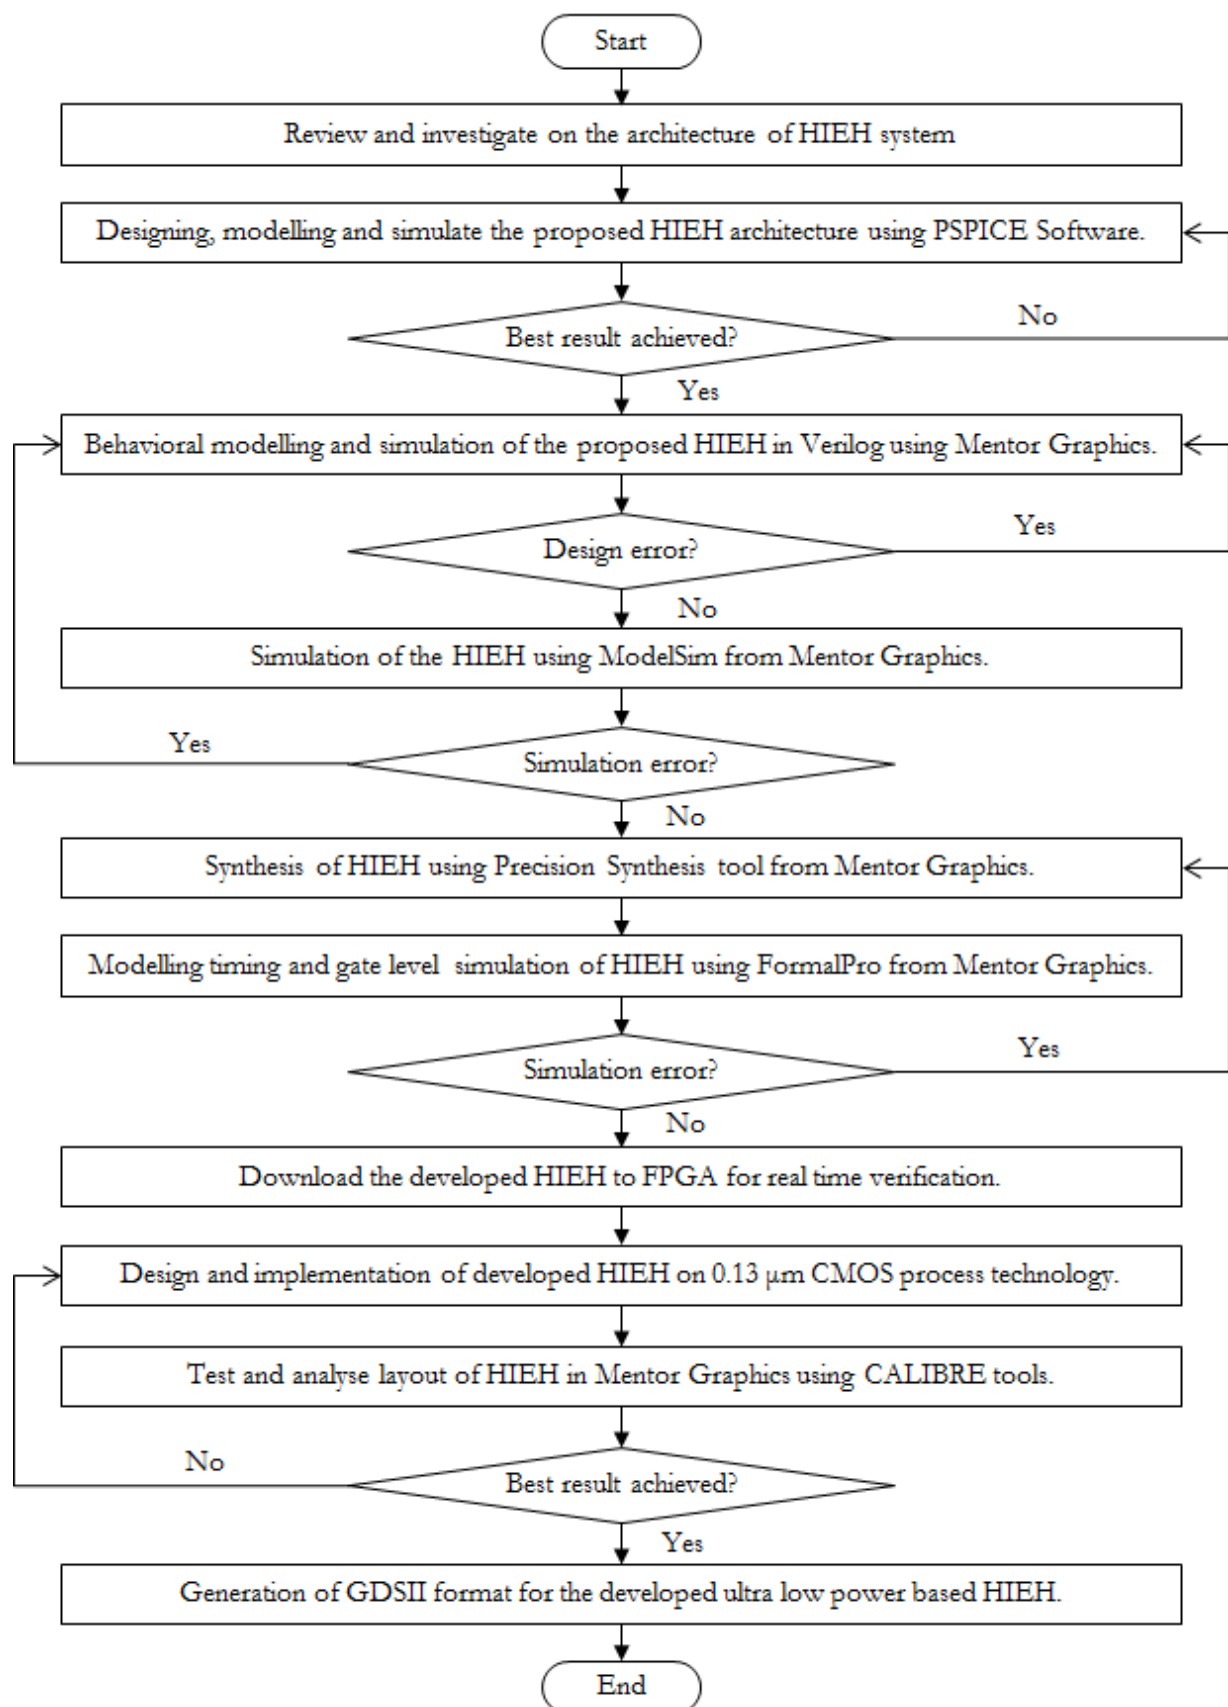 Start
Review and investigate on the architecture of HIEH system
Designing, modelling and simulate the proposed HIEH architecture using PSPICE Software.
Best result achieved?
No
Yes
Behavioral modelling and simulation of the proposed HIEH in Verilog using Mentor Graphics.
Design error?
Yes
No
Simulation of the HIEH using ModelSim from Mentor Graphics.
Yes
Simulation error?
No
Synthesis of HIEH using Precision Synthesis tool from Mentor Graphics.
Modelling timing and gate level simulation of HIEH using FormalPro from Mentor Graphics.
Simulation error?
Yes
No
Download the developed HIEH to FPGA for real time verification.
Design and implementation of developed HIEH on 0.13 µm CMOS process technology.
Test and analyse layout of HIEH in Mentor Graphics using CALIBRE tools.
No
Best result achieved?
Yes
Generation of GDSII format for the developed ultra low power based HIEH.
End